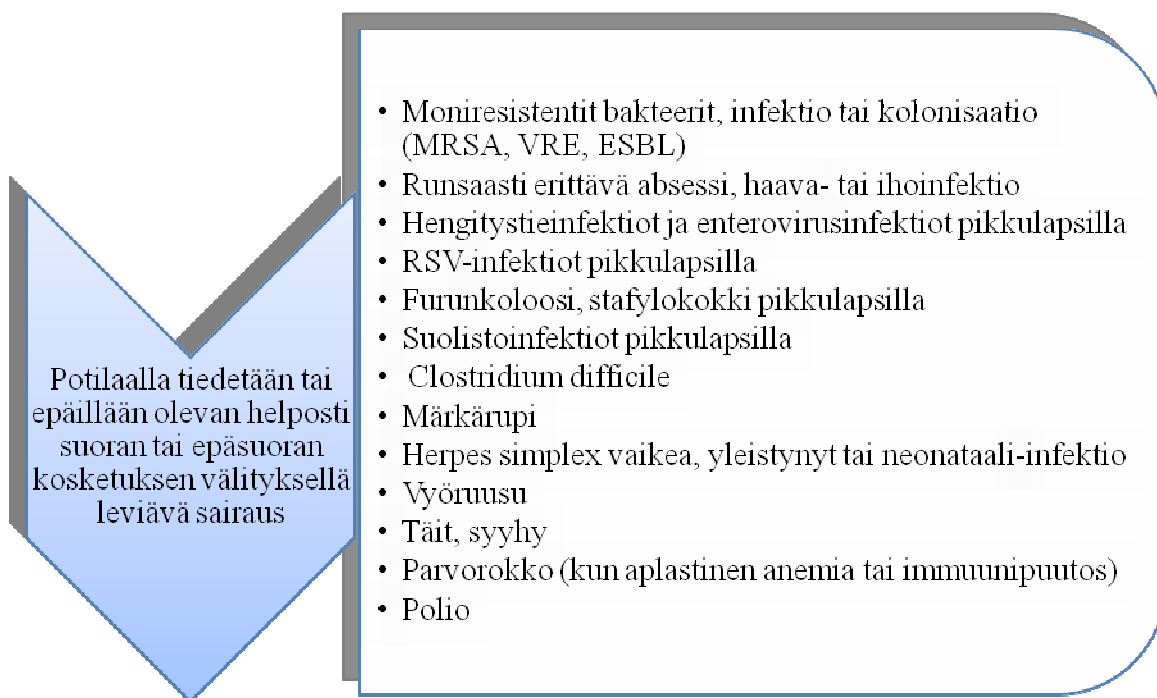 Potilaalla tiedetään tai
epäillään olevan helposti
suoran tai epäsuoran
kosketuksen välityksellä
leviävä sairaus
• Moniresistentit bakteerit, infektio tai kolonisaatio
(MRSA, VRE, ESBL)
• Runsaasti erittävä absessi, haava- tai ihoinfektio
• Hengitystieinfektiot ja enterovirusinfektiot pikkulapsilla
• RSV-infektiot pikkulapsilla
• Furunkoloosi, stafylokokki pikkulapsilla
• Suolistoinfektiot pikkulapsilla
• Clostridium difficile
• Märkärupi
• Herpes simplex vaikea, yleistynyt tai neonataali-infektio
• Vyöruusu
• Täit, syyhy
• Parvorokko (kun aplastinen anemia tai immuunipuutos)
• Polio